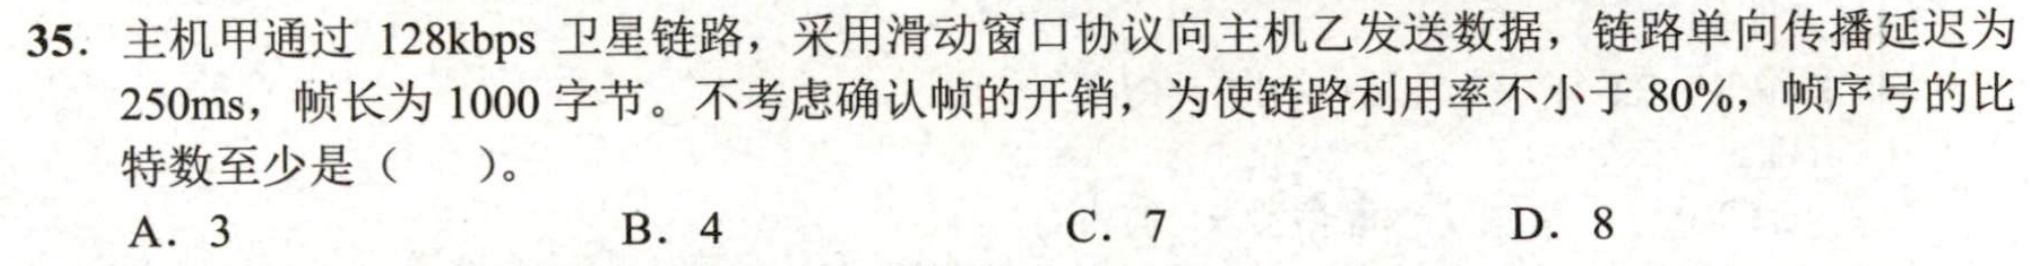 35. 主机甲通过 128kbps 卫星链路，采用滑动窗口协议向主机乙发送数据，链路单向传播延迟为
250ms，帧长为 1000 字节。不考虑确认帧的开销，为使链路利用率不小于 80%，帧序号的比
特数至少是（ ）。
A. 3 B. 4 C. 7 D. 8